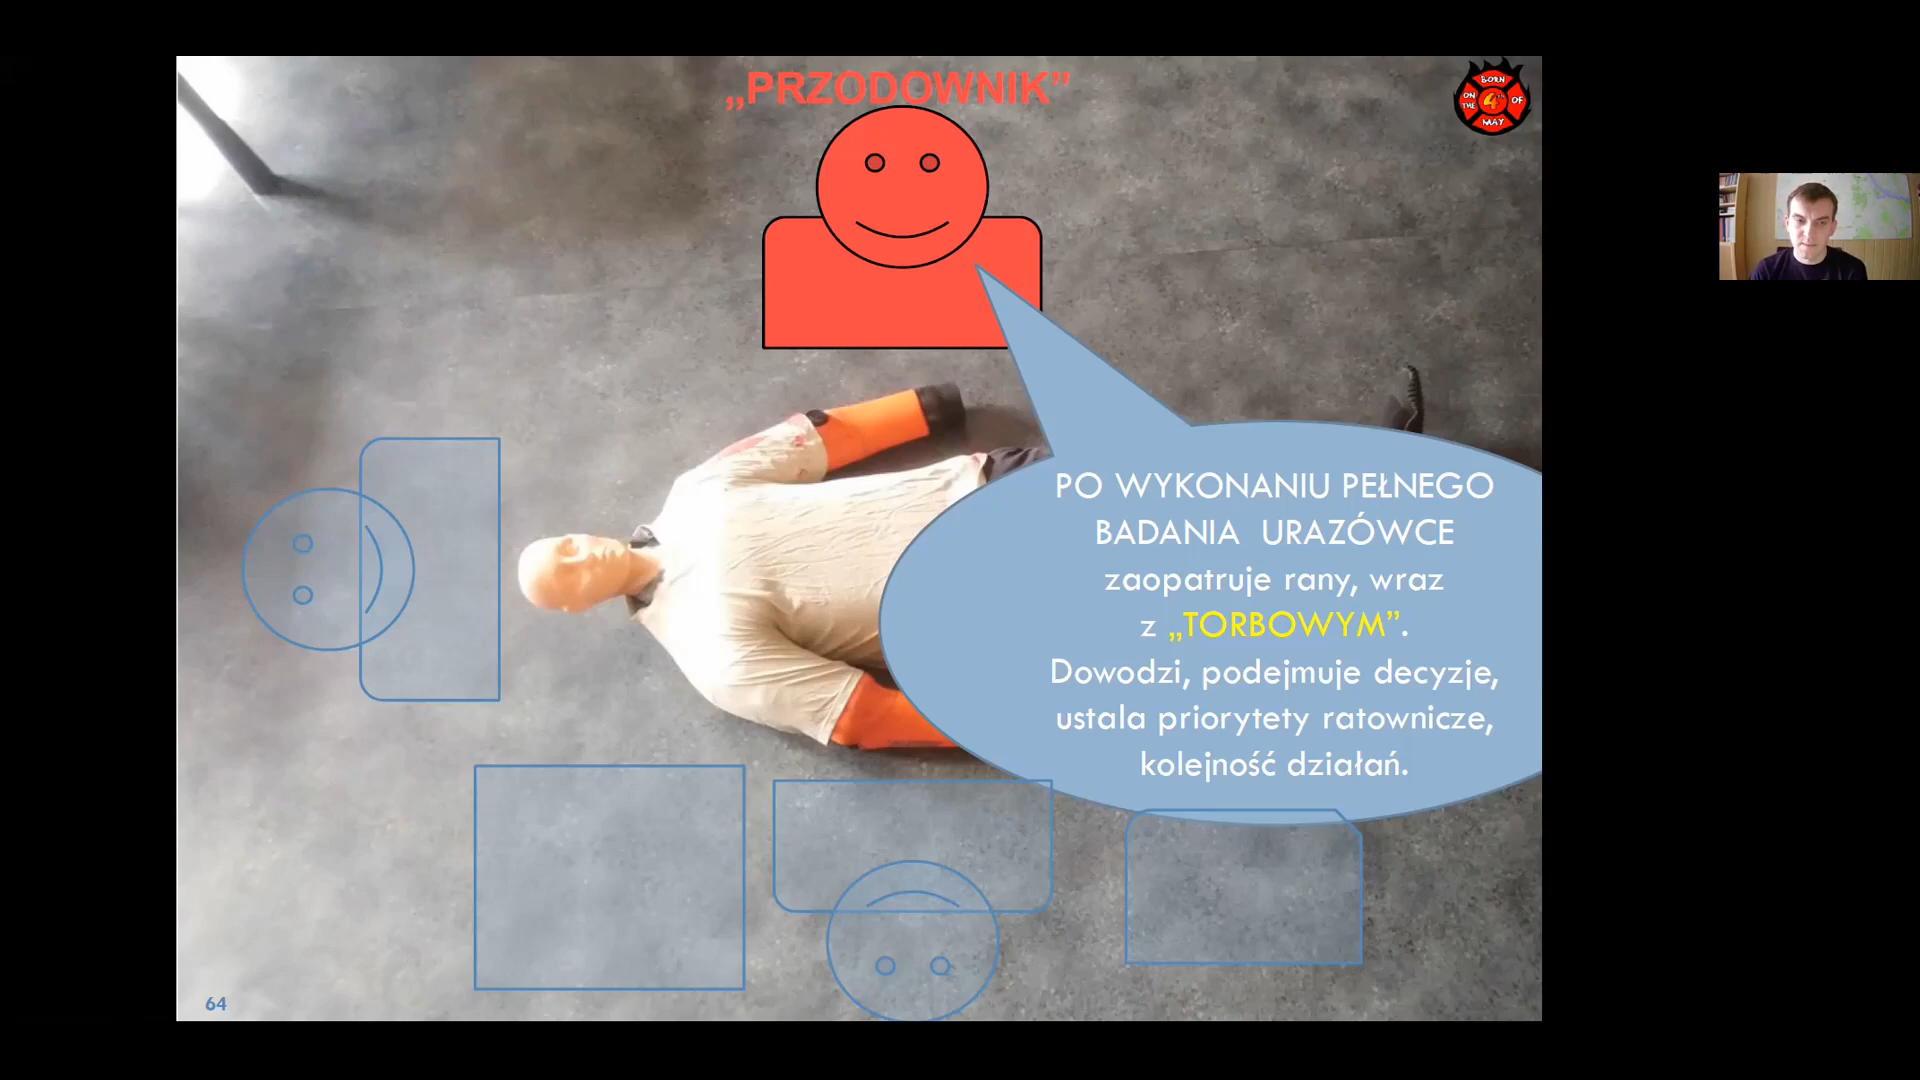 „PRZODOWNIK”
BORN
ON THE 4TH OF
MAY
PO WYKONANIU PEŁNEGO
BADANIA URAZÓWCE
zaopatruje rany, wraz
z „TORBOWYM”.
Dowodzi, podejmuje decyzje,
ustala priorytety ratownicze,
kolejność działań.
64